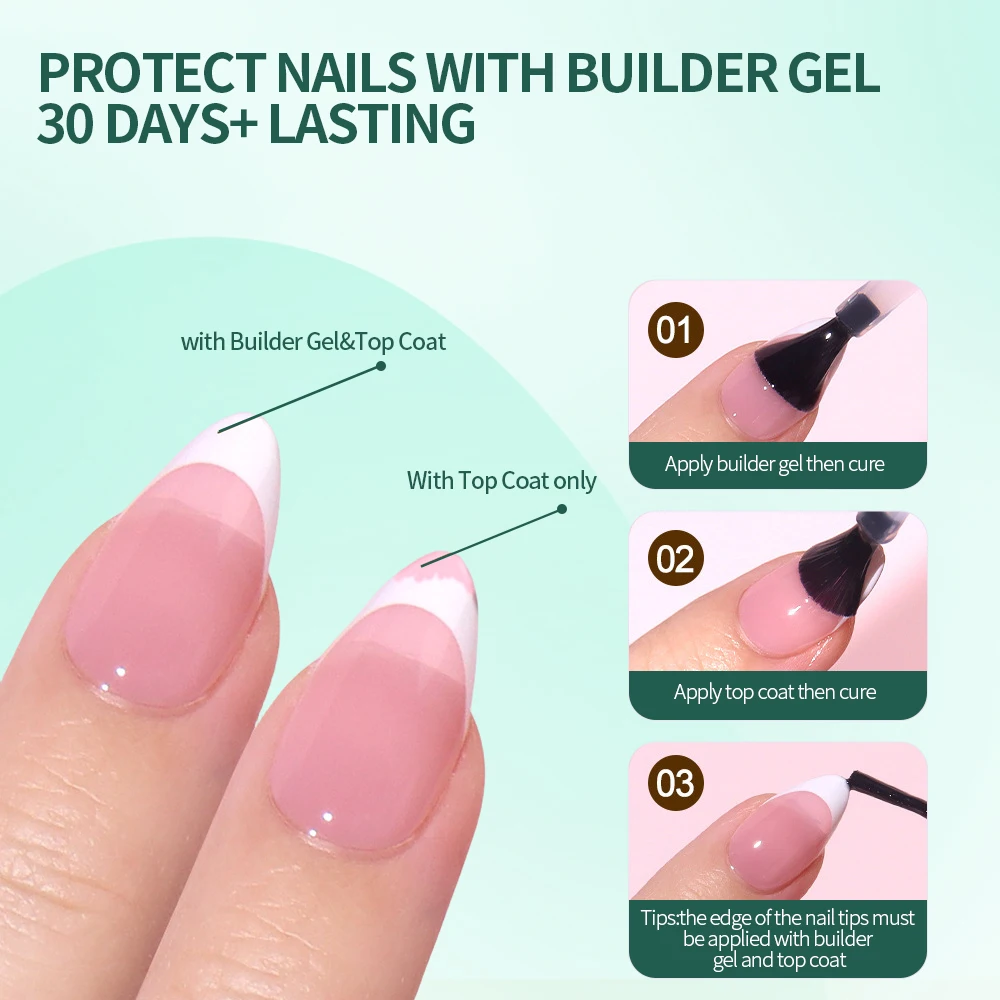 PROTECT NAILS WITH BUILDER GEL
30 DAYS+ LASTING
with Builder Gel&Top Coat
With Top Coat only
01
Apply builder gel then cure
02
Apply top coat then cure
03
Tips:the edge of the nail tips must
be applied with builder
gel and top coat